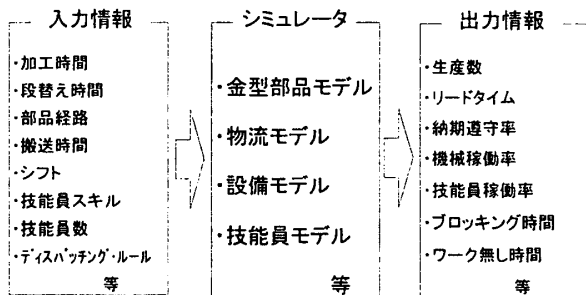 入力情報
・加工時間
・段替え時間
・部品経路
・搬送時間
・シフト
・技能員スキル
・技能員数
・ディスパッチング・ルール
等
シミュレータ
・金型部品モデル
・物流モデル
・設備モデル
・技能員モデル
等
出力情報
・生産数
・リードタイム
・納期遵守率
・機械稼働率
・技能員稼働率
・ブロッキング時間
・ワーク無し時間
等